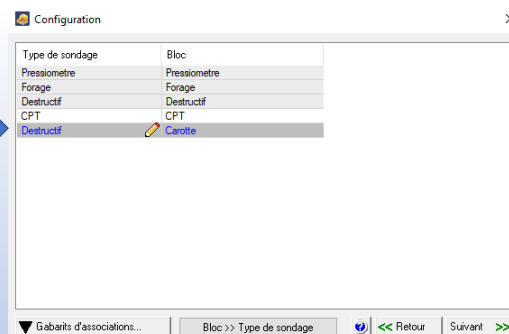 Configuration
Type de sondage Bloc
Pressiometre Pressiometre
Forage Forage
Destructif Destructif
CPT CPT
Destructif Carotte
Gabarits d'associations... Bloc >> Type de sondage ? << Retour Suivant >>